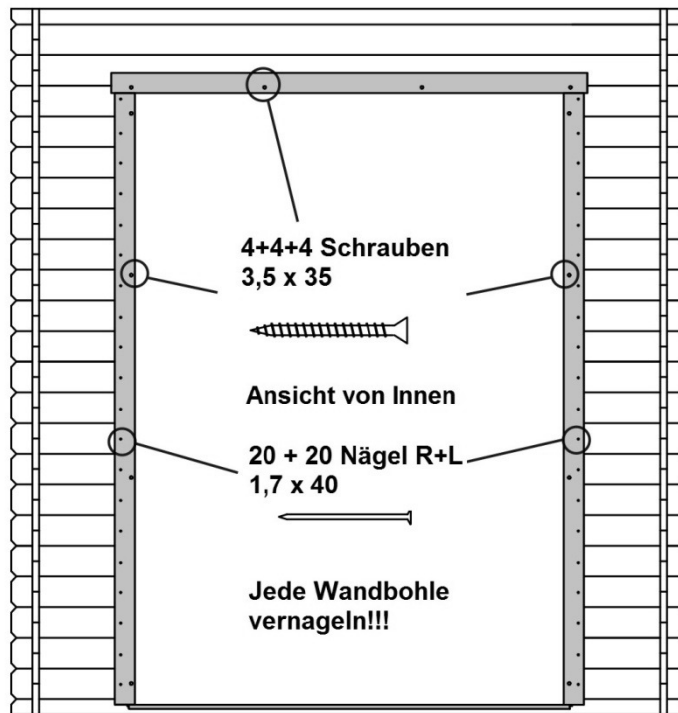 4+4+4 Schrauben
3,5 x 35
Ansicht von Innen
20 + 20 Nägel R+L
1,7 x 40
Jede Wandbohle
vernageln!!!